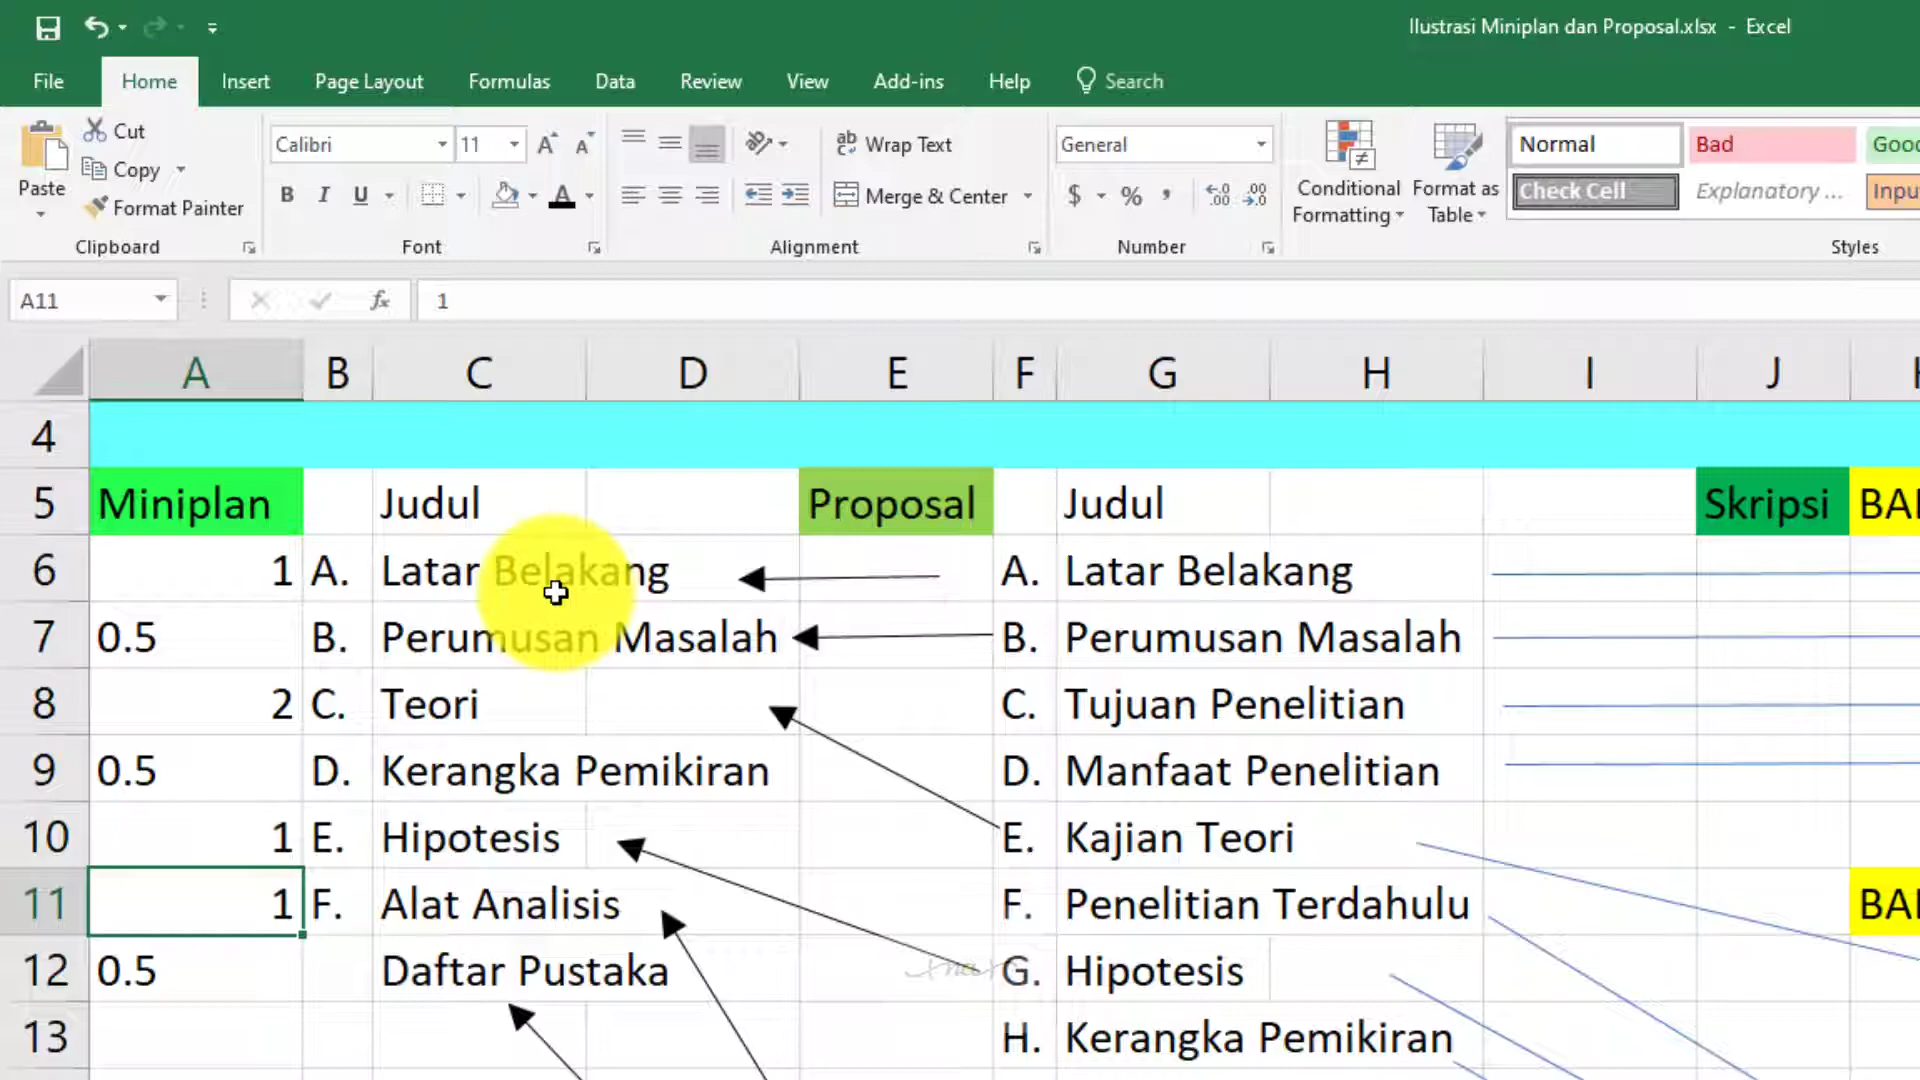 Ilustrasi Miniplan dan Proposal.xlsx - Excel
File Home Insert Page Layout Formulas Data Review View Add-ins Help Search
Paste
Cut
Copy
Format Painter
Clipboard
Calibri 11
B I U A
Font
Wrap Text
Merge & Center
Alignment
General
$ % ,
Number
Conditional Formatting
Format as Table
Normal Bad Good
Check Cell Explanatory ... Inpu
Styles
A11 fx 1
A B C D E F G H I J
4
5 Miniplan Judul Proposal Judul Skripsi BA
6 1 A. Latar Belakang A. Latar Belakang
7 0.5 B. Perumusan Masalah B. Perumusan Masalah
8 2 C. Teori C. Tujuan Penelitian
9 0.5 D. Kerangka Pemikiran D. Manfaat Penelitian
10 1 E. Hipotesis E. Kajian Teori
11 1 F. Alat Analisis F. Penelitian Terdahulu BA
12 0.5 Daftar Pustaka G. Hipotesis
13 H. Kerangka Pemikiran